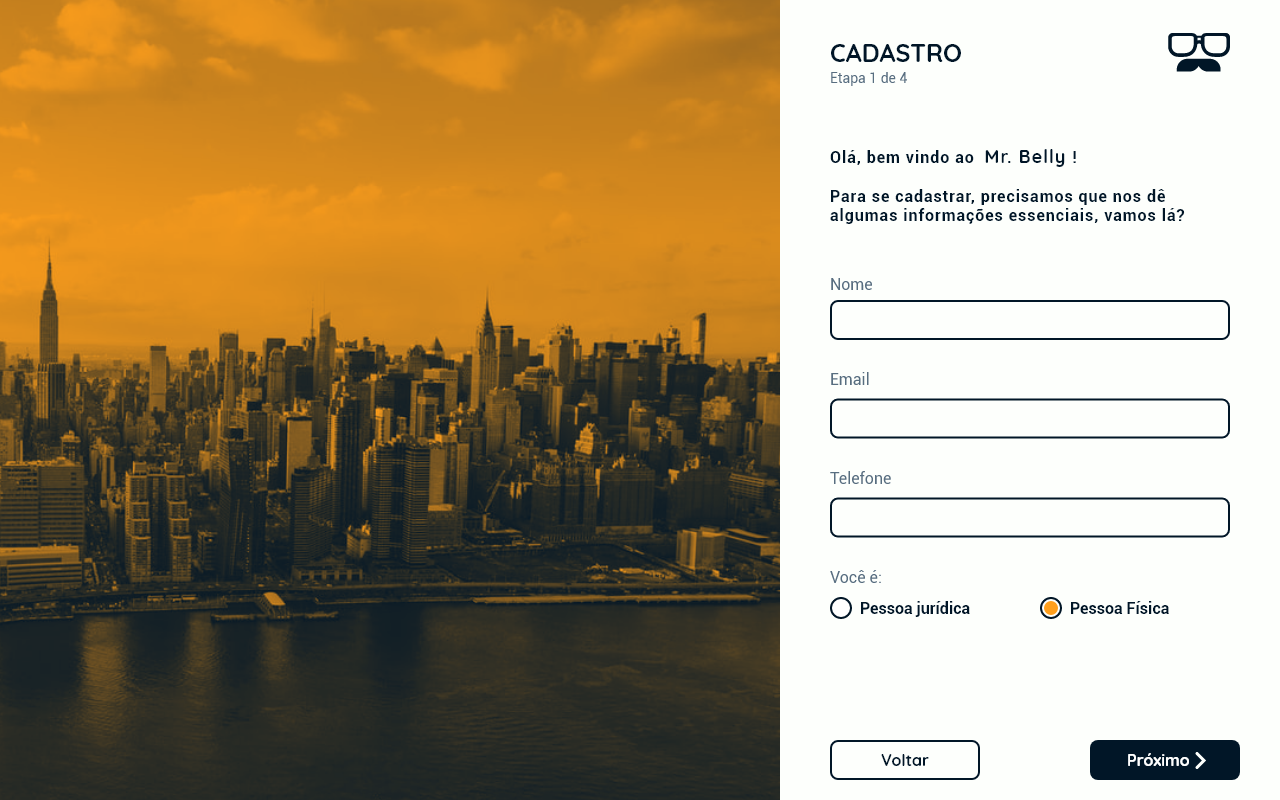 CADASTRO
Etapa 1 de 4
Olá, bem vindo ao Mr. Belly !
Para se cadastrar, precisamos que nos dê
algumas informações essenciais, vamos lá?
Nome
Email
Telefone
Você é:
Pessoa jurídica Pessoa Física
Voltar Próximo